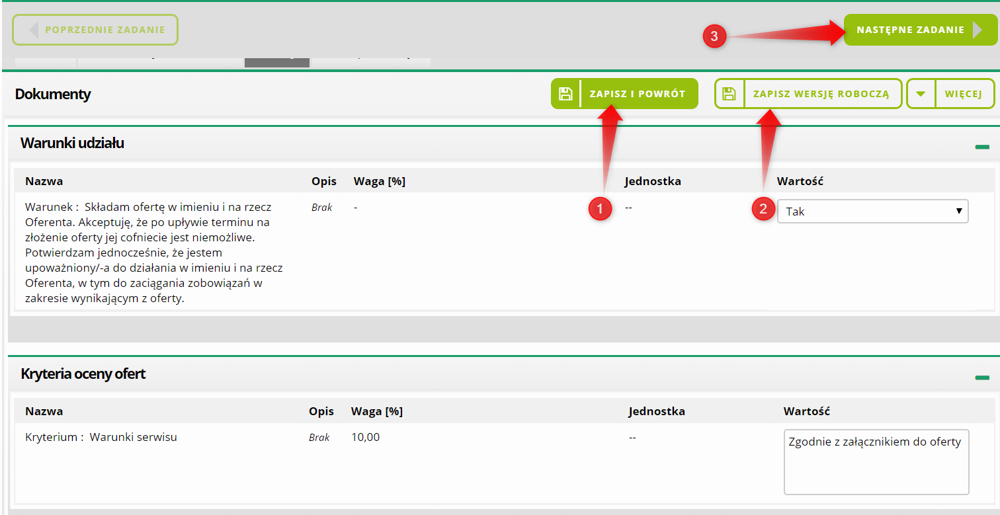 POPRZEDNIE ZADANIE
3
NASTĘPNE ZADANIE
Dokumenty
ZAPISZ I POWRÓT
ZAPISZ WERSJĘ ROBOCZĄ
WIĘCEJ
Warunki udziału
Nazwa Opis Waga [%] Jednostka Wartość
Warunek : Składam ofertę w imieniu i na rzecz
Oferenta. Akceptuję, że po upływie terminu na
złożenie oferty jej cofniecie jest niemożliwe.
Potwierdzam jednocześnie, że jestem
upoważniony/-a do działania w imieniu i na rzecz
Oferenta, w tym do zaciągania zobowiązań w
zakresie wynikającym z oferty.
Brak
-
1
--
2
Tak
Kryteria oceny ofert
Nazwa Opis Waga [%] Jednostka Wartość
Kryterium : Warunki serwisu Brak 10,00 -- Zgodnie z załącznikiem do oferty